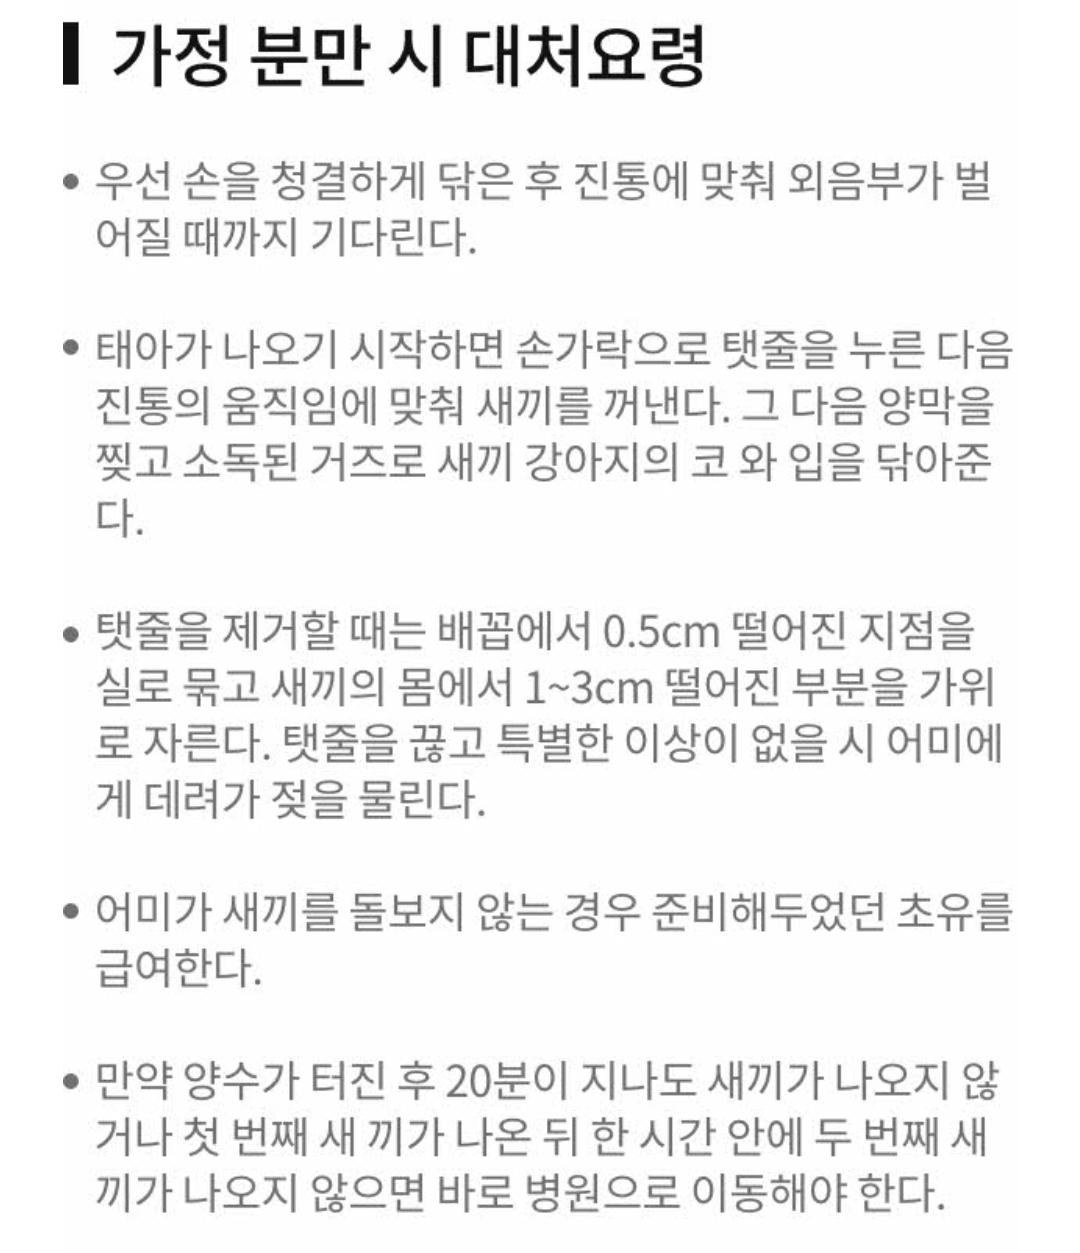 가정 분만 시 대처요령
• 우선 손을 청결하게 닦은 후 진통에 맞춰 외음부가 벌
어질 때까지 기다린다.
• 태아가 나오기 시작하면 손가락으로 탯줄을 누른 다음
진통의 움직임에 맞춰 새끼를 꺼낸다. 그 다음 양막을
찢고 소독된 거즈로 새끼 강아지의 코 와 입을 닦아준
다.
• 탯줄을 제거할 때는 배꼽에서 0.5cm 떨어진 지점을
실로 묶고 새끼의 몸에서 1~3cm 떨어진 부분을 가위
로 자른다. 탯줄을 끊고 특별한 이상이 없을 시 어미에
게 데려가 젖을 물린다.
• 어미가 새끼를 돌보지 않는 경우 준비해두었던 초유를
급여한다.
• 만약 양수가 터진 후 20분이 지나도 새끼가 나오지 않
거나 첫 번째 새 끼가 나온 뒤 한 시간 안에 두 번째 새
끼가 나오지 않으면 바로 병원으로 이동해야 한다.